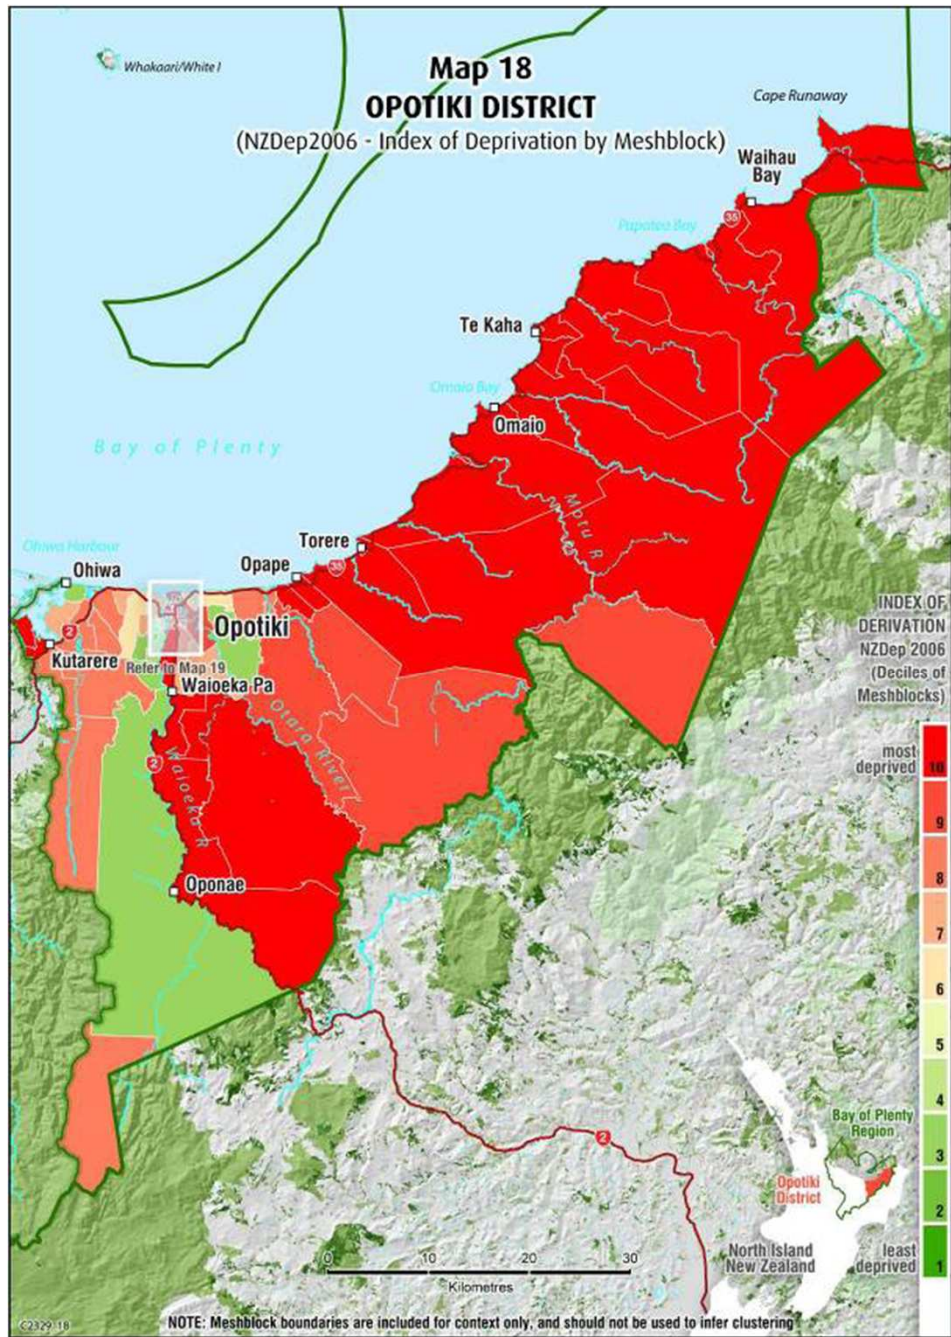 Map 18
OPOTIKI DISTRICT
(NZDep2006 - Index of Deprivation by Meshblock)
Whakaari/White I
Cape Runaway
Waihau
Bay
35
Papatea Bay
Te Kaha
Omaio Bay
Omaio
Bay of Plenty
Motu R
Torere
Opape
35
Ohiwa Harbour
Ohiwa
2
Opotiki
Kutarere
Refer to Map 19
Waioeka Pa
Otara River
2
Waioeka R
Oponae
INDEX OF
DERIVATION
NZDep 2006
(Deciles of
Meshblocks)
most
deprived
10
9
8
7
6
5
4
3
2
least
deprived
1
2
Bay of Plenty
Region
Opotiki
District
North Island
New Zealand
0 10 20 30
Kilometres
C2329_18
NOTE: Meshblock boundaries are included for context only, and should not be used to infer clustering